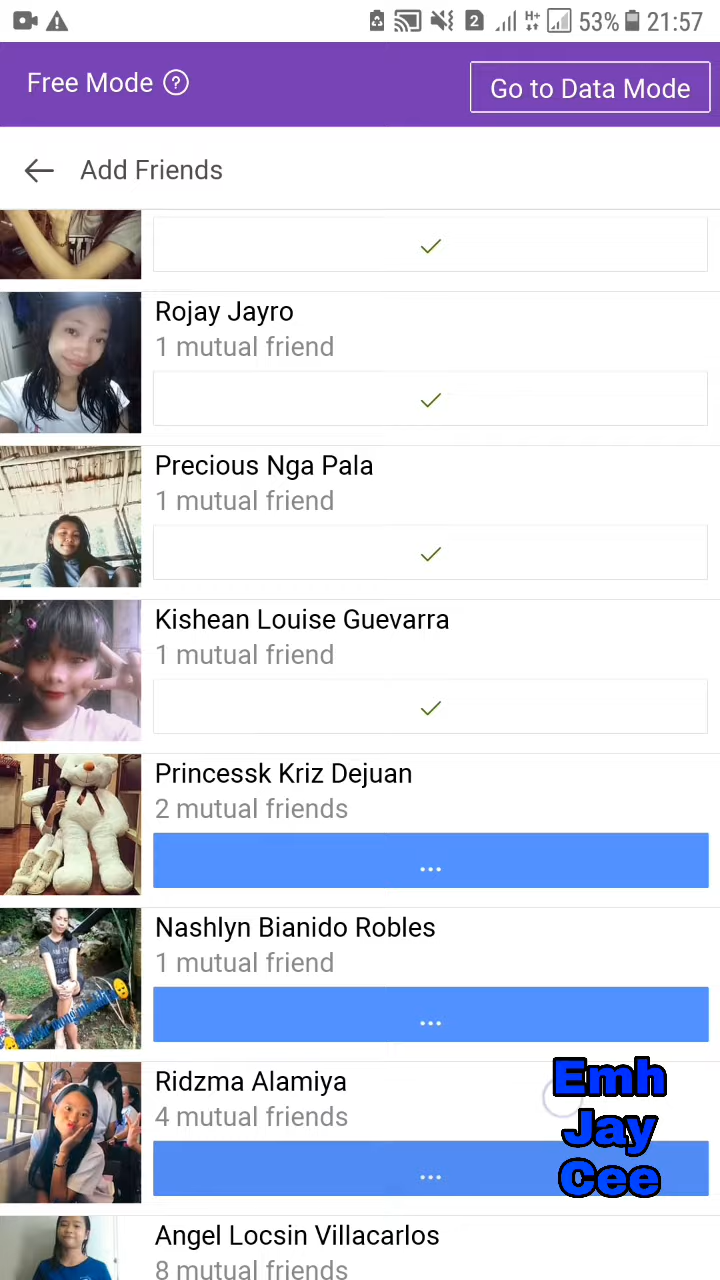 2 H+ 53% 21:57
Free Mode ? Go to Data Mode
Add Friends
Rojay Jayro
1 mutual friend
Precious Nga Pala
1 mutual friend
Kishean Louise Guevarra
1 mutual friend
Princessk Kriz Dejuan
2 mutual friends
...
Nashlyn Bianido Robles
1 mutual friend
...
Ridzma Alamiya
4 mutual friends
...
Emh
Jay
Cee
Angel Locsin Villacarlos
8 mutual friends